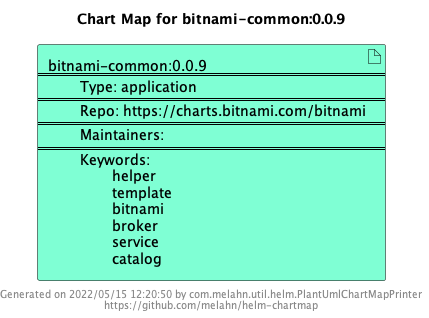 Chart Map for bitnami-common:0.0.9
bitnami-common:0.0.9
Type: application
Repo: https://charts.bitnami.com/bitnami
Maintainers:
Keywords:
helper
template
bitnami
broker
service
catalog
Generated on 2022/05/15 12:20:50 by com.melahn.util.helm.PlantUmlChartMapPrinter
https://github.com/melahn/helm-chartmap